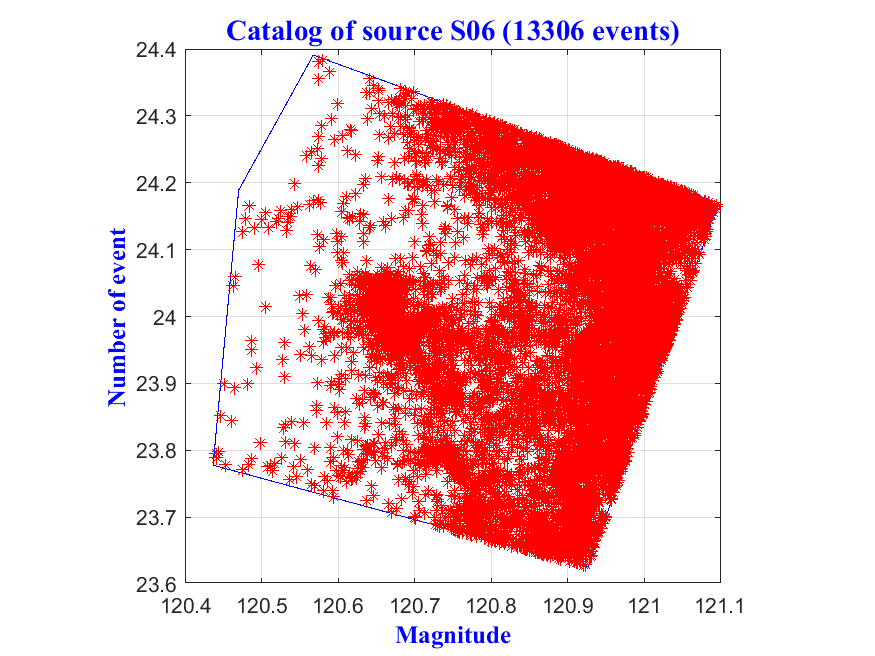 Catalog of source S06 (13306 events)
24.4
24.3
24.2
24.1
24
23.9
23.8
23.7
23.6
Number of event
120.4 120.5 120.6 120.7 120.8 120.9 121 121.1
Magnitude